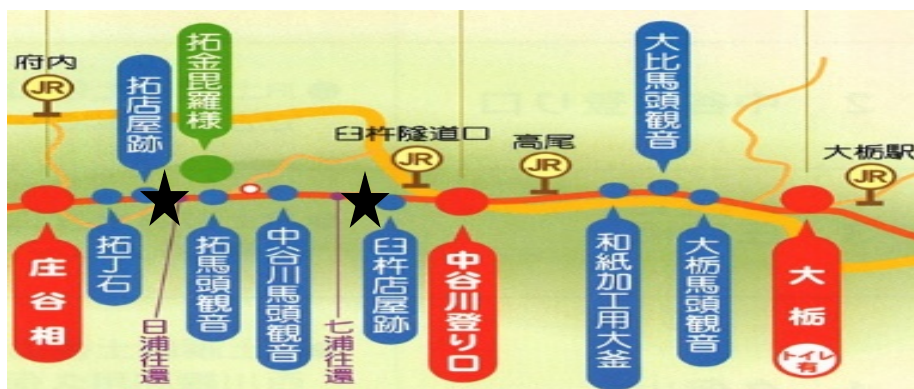 府内
JR
拓店屋跡
拓金毘羅様
臼杵隧道口
JR
高尾
JR
大比馬頭観音
大栃駅
JR
庄谷相
拓丁石
日浦往還
拓馬頭観音
中谷川馬頭観音
七浦往還
臼杵店屋跡
中谷川登り口
和紙加工用大釜
大栃馬頭観音
大栃
トイレ有